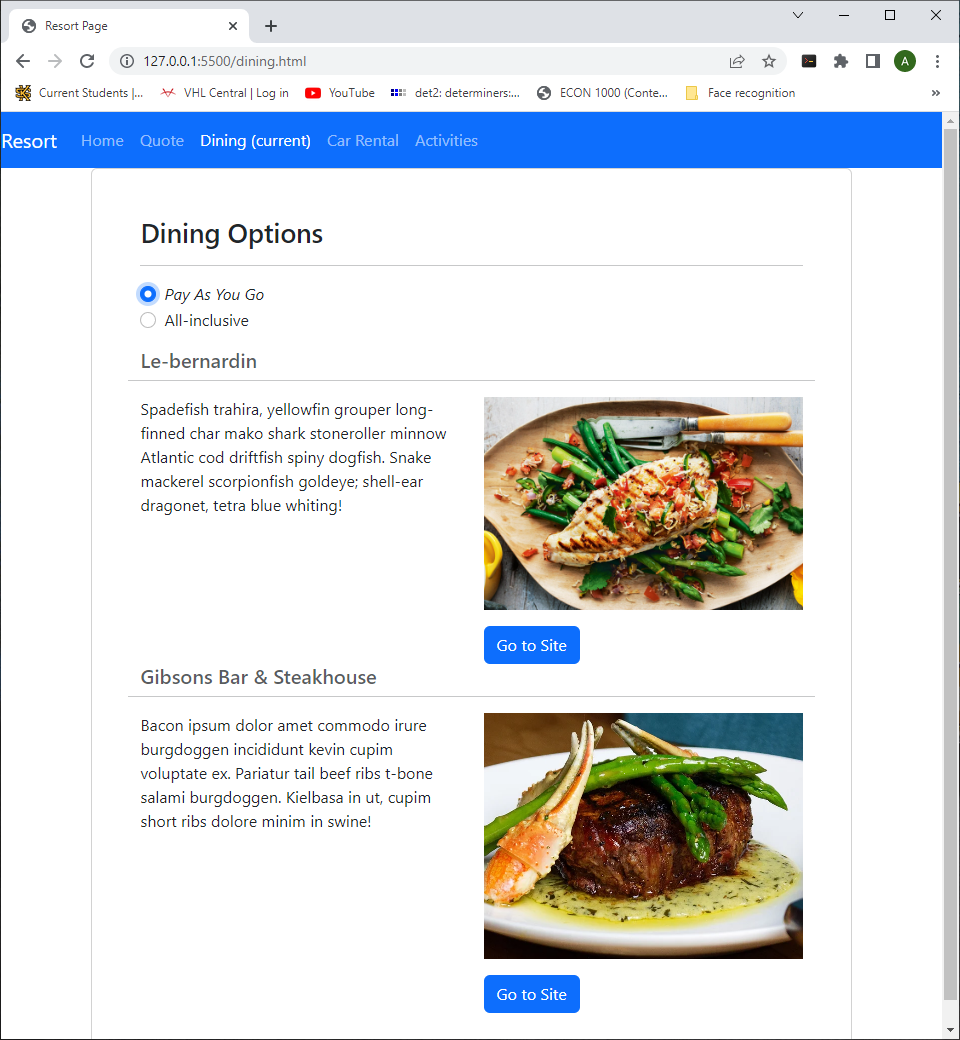 Resort Page
127.0.0.1:5500/dining.html
A
Current Students |...
VHL Central | Log in
YouTube
det2: determiners:...
ECON 1000 (Conte...
Face recognition
»
Resort
Home
Quote
Dining (current)
Car Rental
Activities
Dining Options
Pay As You Go
All-inclusive
Le-bernardin
Spadefish trahira, yellowfin grouper long-
finned char mako shark stoneroller minnow
Atlantic cod driftfish spiny dogfish. Snake
mackerel scorpionfish goldeye; shell-ear
dragonet, tetra blue whiting!
Go to Site
Gibsons Bar & Steakhouse
Bacon ipsum dolor amet commodo irure
burgdoggen incididunt kevin cupim
voluptate ex. Pariatur tail beef ribs t-bone
salami burgdoggen. Kielbasa in ut, cupim
short ribs dolore minim in swine!
Go to Site